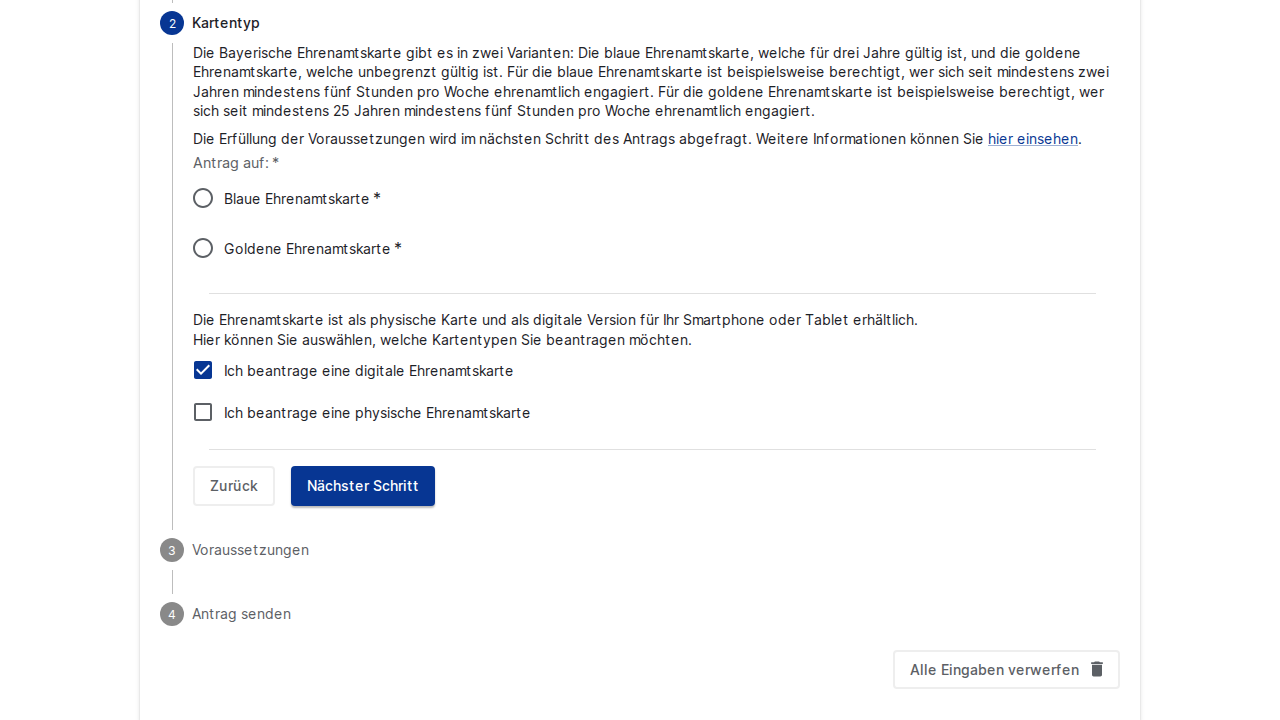 2 Kartentyp
Die Bayerische Ehrenamtskarte gibt es in zwei Varianten: Die blaue Ehrenamtskarte, welche für drei Jahre gültig ist, und die goldene
Ehrenamtskarte, welche unbegrenzt gültig ist. Für die blaue Ehrenamtskarte ist beispielsweise berechtigt, wer sich seit mindestens zwei
Jahren mindestens fünf Stunden pro Woche ehrenamtlich engagiert. Für die goldene Ehrenamtskarte ist beispielsweise berechtigt, wer
sich seit mindestens 25 Jahren mindestens fünf Stunden pro Woche ehrenamtlich engagiert.
Die Erfüllung der Voraussetzungen wird im nächsten Schritt des Antrags abgefragt. Weitere Informationen können Sie hier einsehen.
Antrag auf: *
Blaue Ehrenamtskarte *
Goldene Ehrenamtskarte *
Die Ehrenamtskarte ist als physische Karte und als digitale Version für Ihr Smartphone oder Tablet erhältlich.
Hier können Sie auswählen, welche Kartentypen Sie beantragen möchten.
Ich beantrage eine digitale Ehrenamtskarte
Ich beantrage eine physische Ehrenamtskarte
Zurück Nächster Schritt
3 Voraussetzungen
4 Antrag senden
Alle Eingaben verwerfen